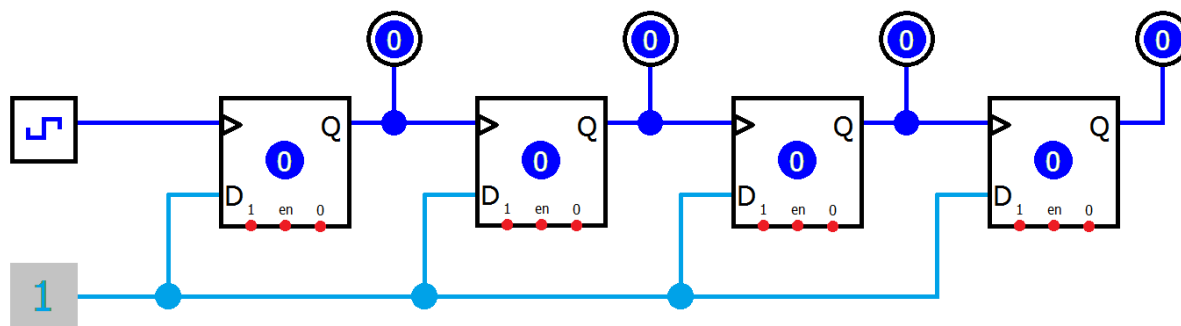 0 0 0 0
Q Q Q Q
0 0 0 0
D D D D
1 en 0 1 en 0 1 en 0 1 en 0
1